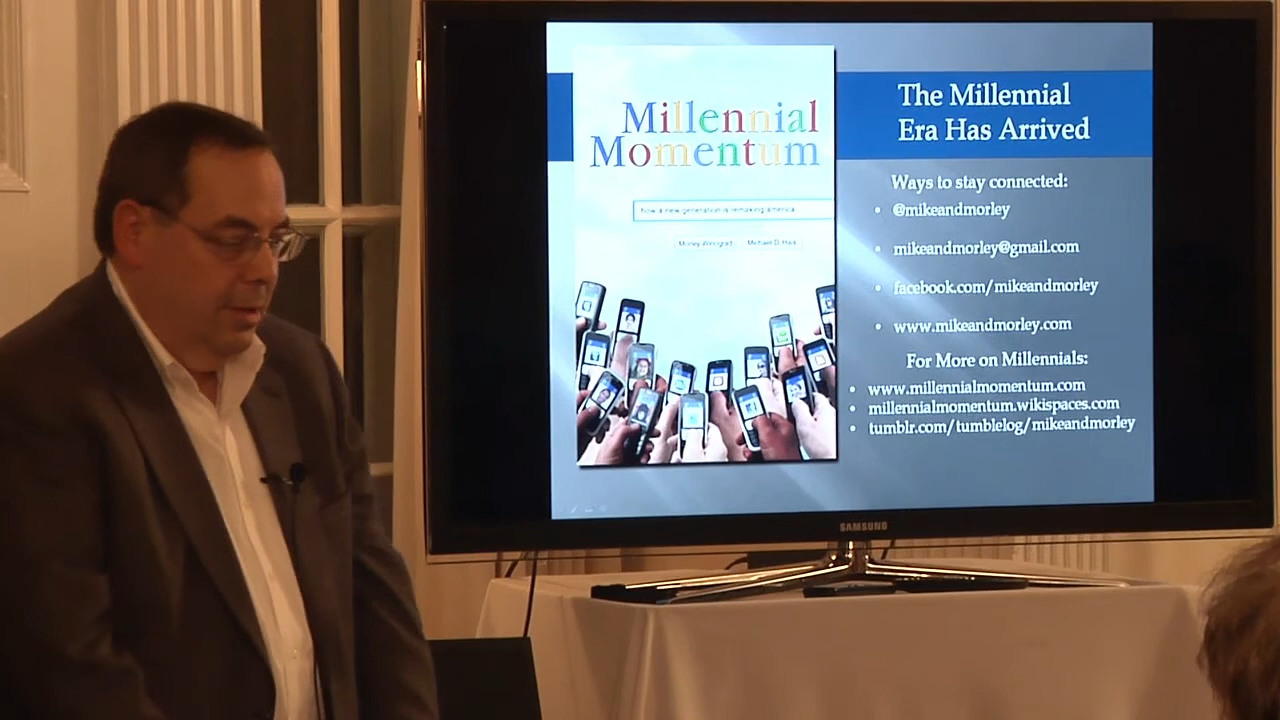 Millennial
Momentum
how a new generation is remaking america
Morley Winograd Michael D. Hais
The Millennial
Era Has Arrived
Ways to stay connected:
• @mikeandmorley
• mikeandmorley@gmail.com
• facebook.com/mikeandmorley
• www.mikeandmorley.com
For More on Millennials:
• www.millennialmomentum.com
• millennialmomentum.wikispaces.com
• tumblr.com/tumblelog/mikeandmorley
SAMSUNG